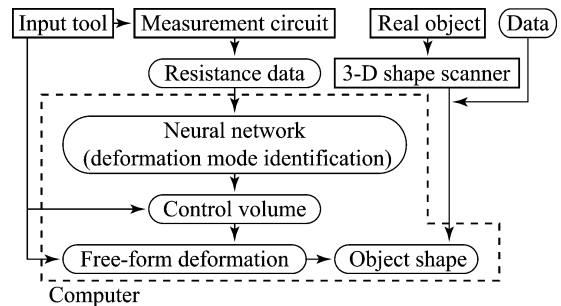 Input tool
Measurement circuit
Real object
Data
Resistance data
3-D shape scanner
Neural network
(deformation mode identification)
Control volume
Free-form deformation
Object shape
Computer